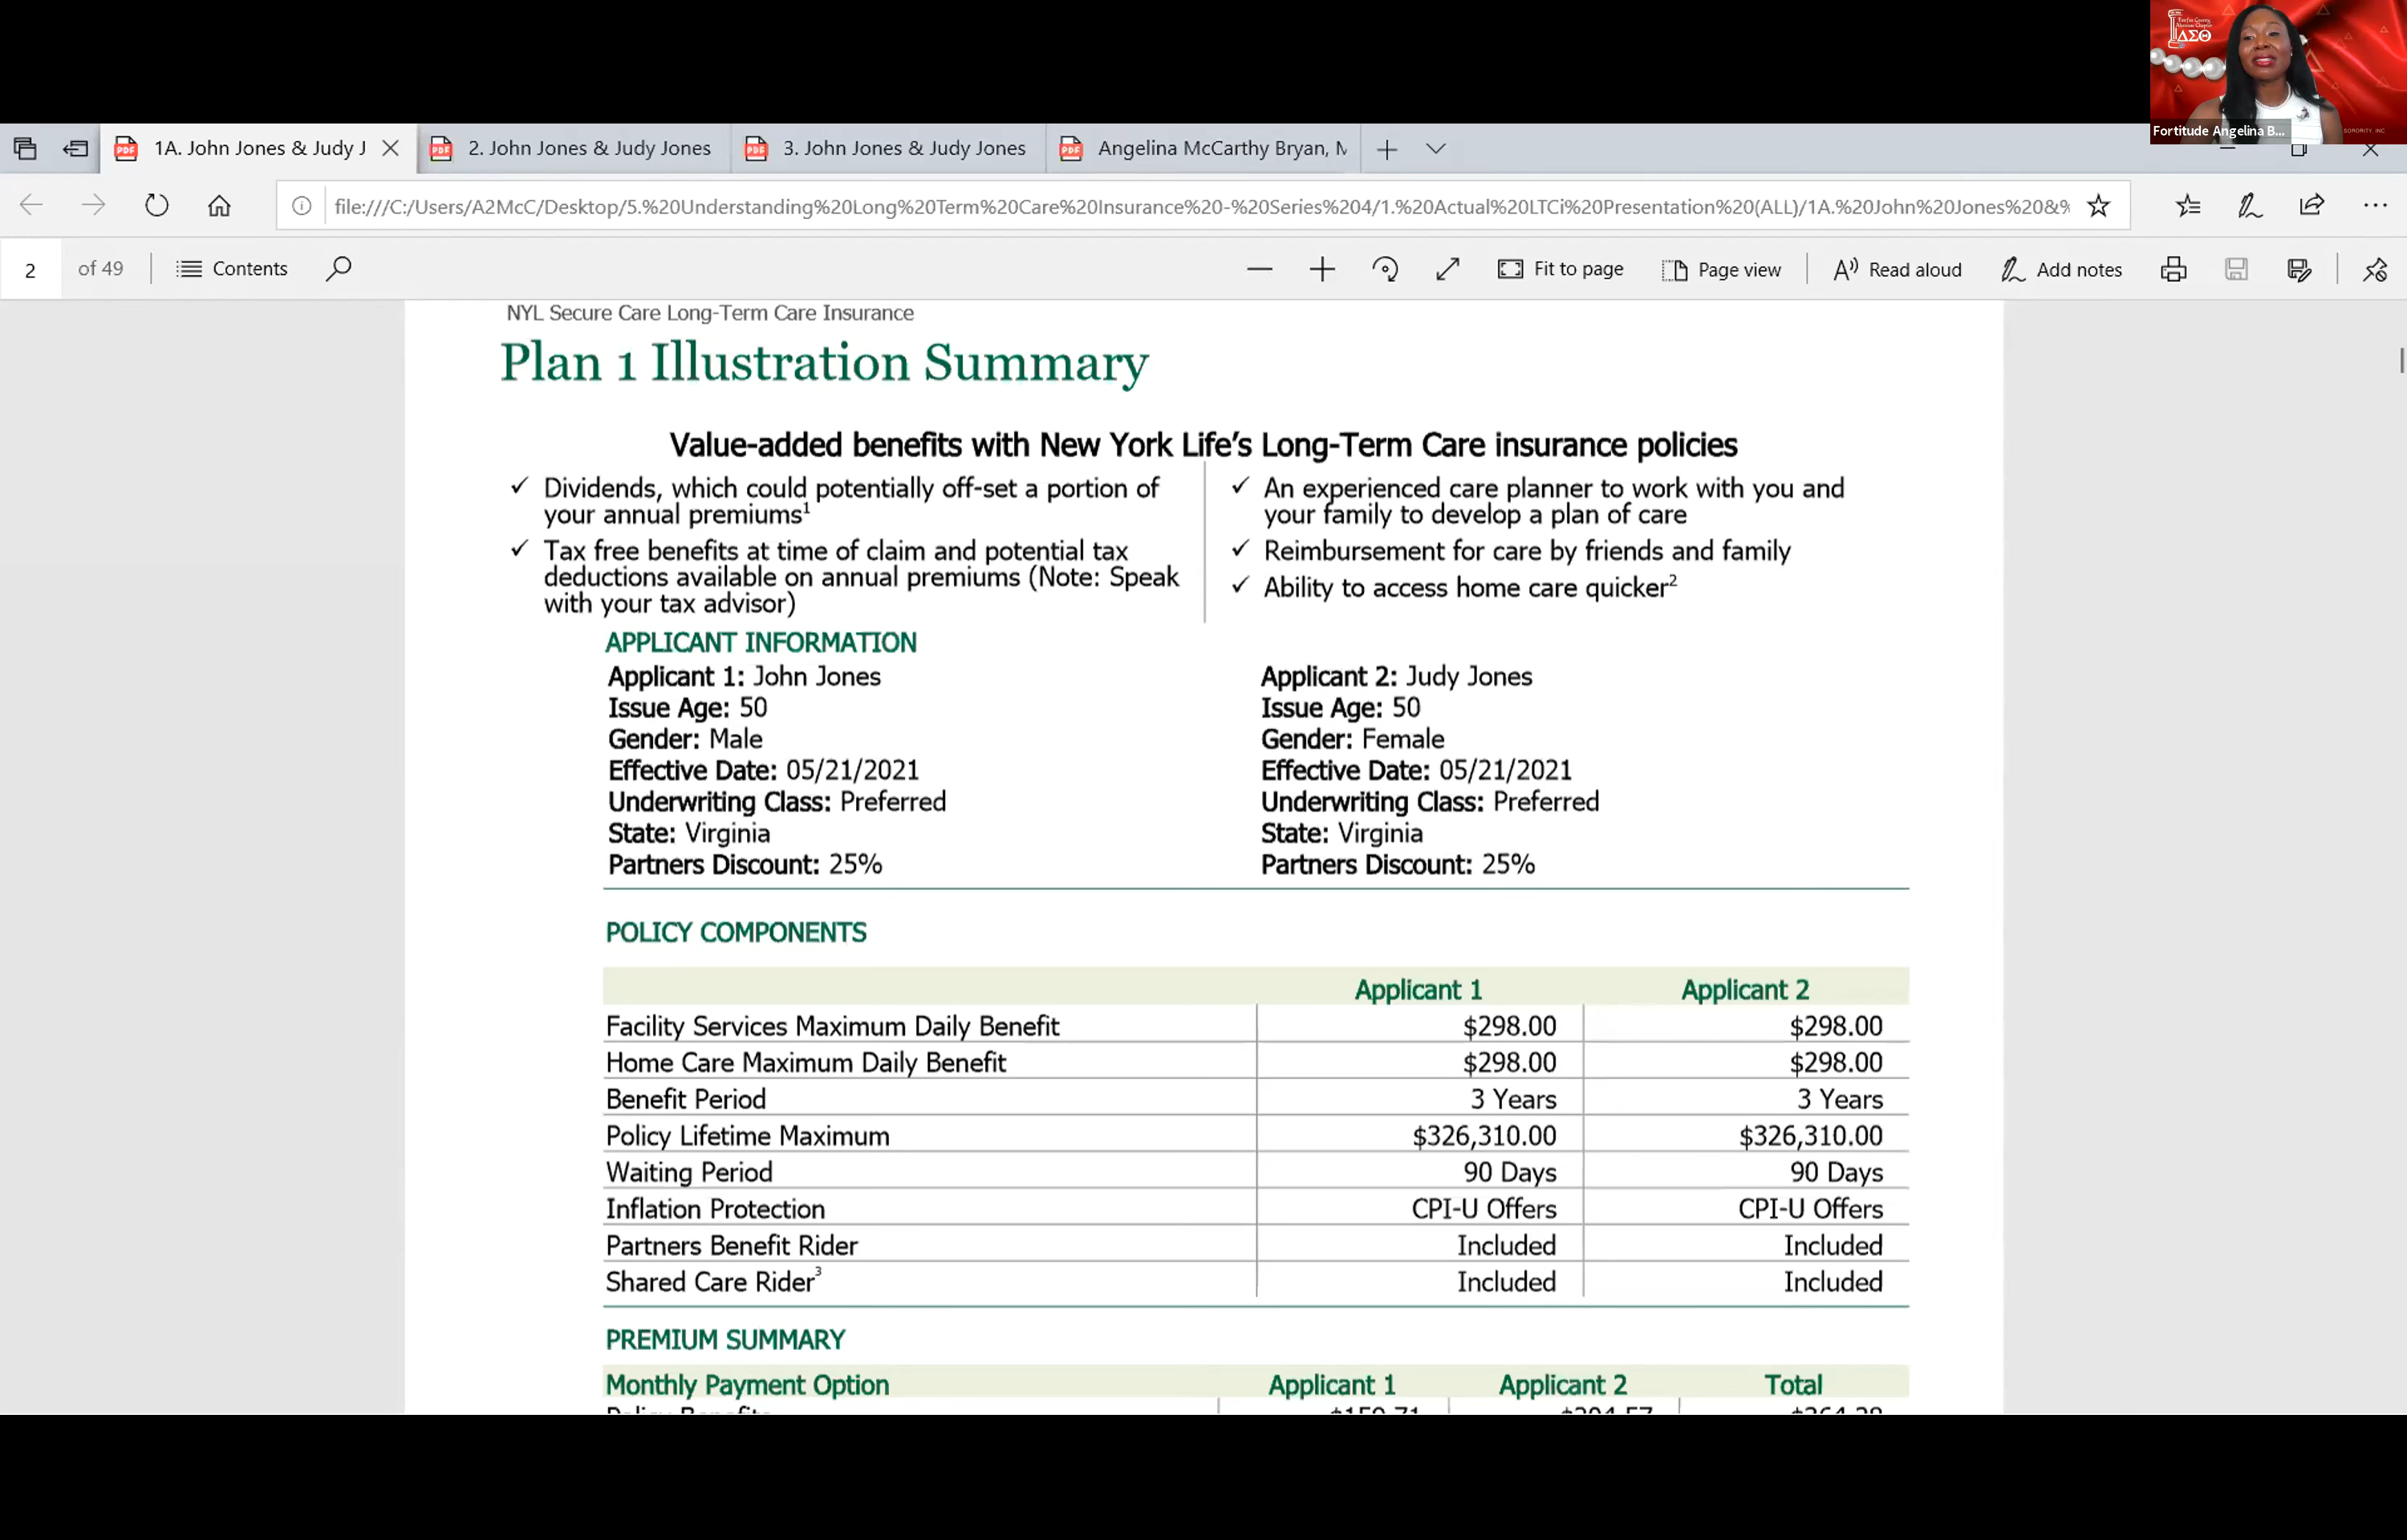 Fairfax County
Alumnae Chapter
ΔΣΘ
Fortitude Angelina B...
SORORITY, INC
1A. John Jones & Judy J
2. John Jones & Judy Jones
3. John Jones & Judy Jones
Angelina McCarthy Bryan, M
file:///C:/Users/A2McC/Desktop/5.%20Understanding%20Long%20Term%20Care%20Insurance%20-%20Series%204/1.%20Actual%20LTCi%20Presentation%20(ALL)/1A.%20John%20Jones%20&%
2 of 49 Contents Fit to page Page view Read aloud Add notes
NYL Secure Care Long-Term Care Insurance
Plan 1 Illustration Summary
Value-added benefits with New York Life's Long-Term Care insurance policies
✓ Dividends, which could potentially off-set a portion of
your annual premiums¹
✓ Tax free benefits at time of claim and potential tax
deductions available on annual premiums (Note: Speak
with your tax advisor)
✓ An experienced care planner to work with you and
your family to develop a plan of care
✓ Reimbursement for care by friends and family
✓ Ability to access home care quicker²
APPLICANT INFORMATION
Applicant 1: John Jones
Issue Age: 50
Gender: Male
Effective Date: 05/21/2021
Underwriting Class: Preferred
State: Virginia
Partners Discount: 25%
Applicant 2: Judy Jones
Issue Age: 50
Gender: Female
Effective Date: 05/21/2021
Underwriting Class: Preferred
State: Virginia
Partners Discount: 25%
POLICY COMPONENTS
Applicant 1 Applicant 2
Facility Services Maximum Daily Benefit $298.00 $298.00
Home Care Maximum Daily Benefit $298.00 $298.00
Benefit Period 3 Years 3 Years
Policy Lifetime Maximum $326,310.00 $326,310.00
Waiting Period 90 Days 90 Days
Inflation Protection CPI-U Offers CPI-U Offers
Partners Benefit Rider Included Included
Shared Care Rider³ Included Included
PREMIUM SUMMARY
Monthly Payment Option Applicant 1 Applicant 2 Total